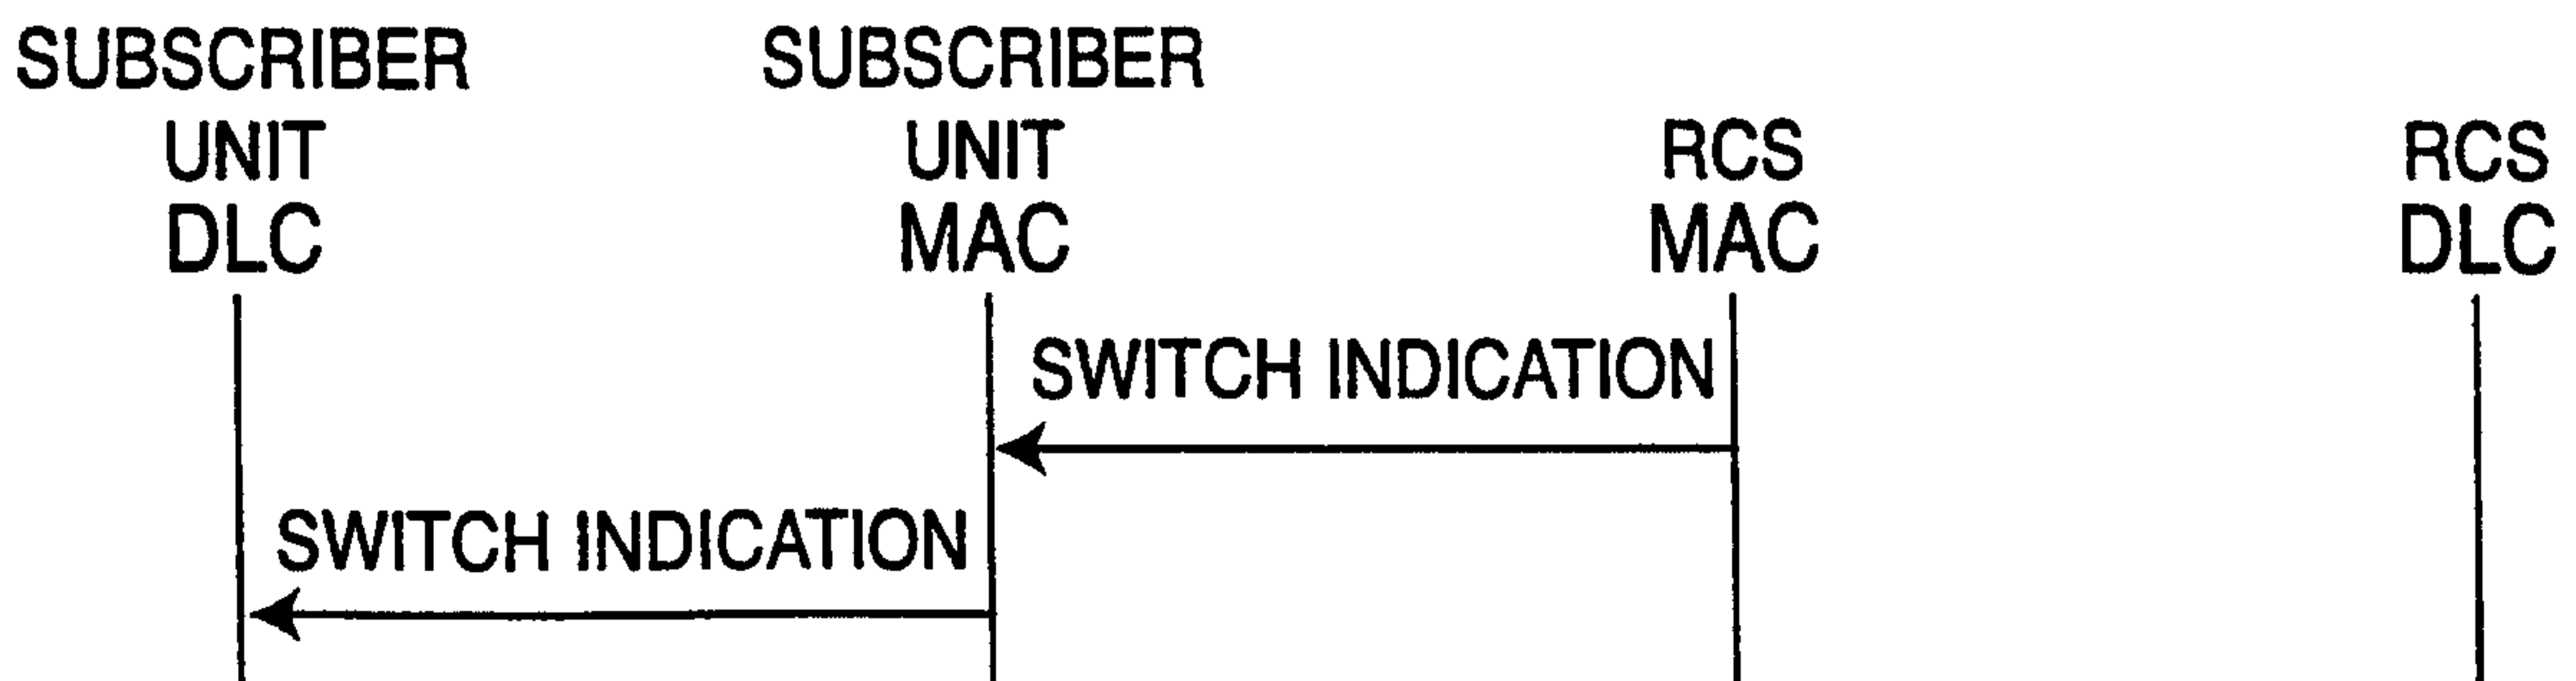 SUBSCRIBER
UNIT
DLC
SUBSCRIBER
UNIT
MAC
RCS
MAC
RCS
DLC
SWITCH INDICATION
SWITCH INDICATION